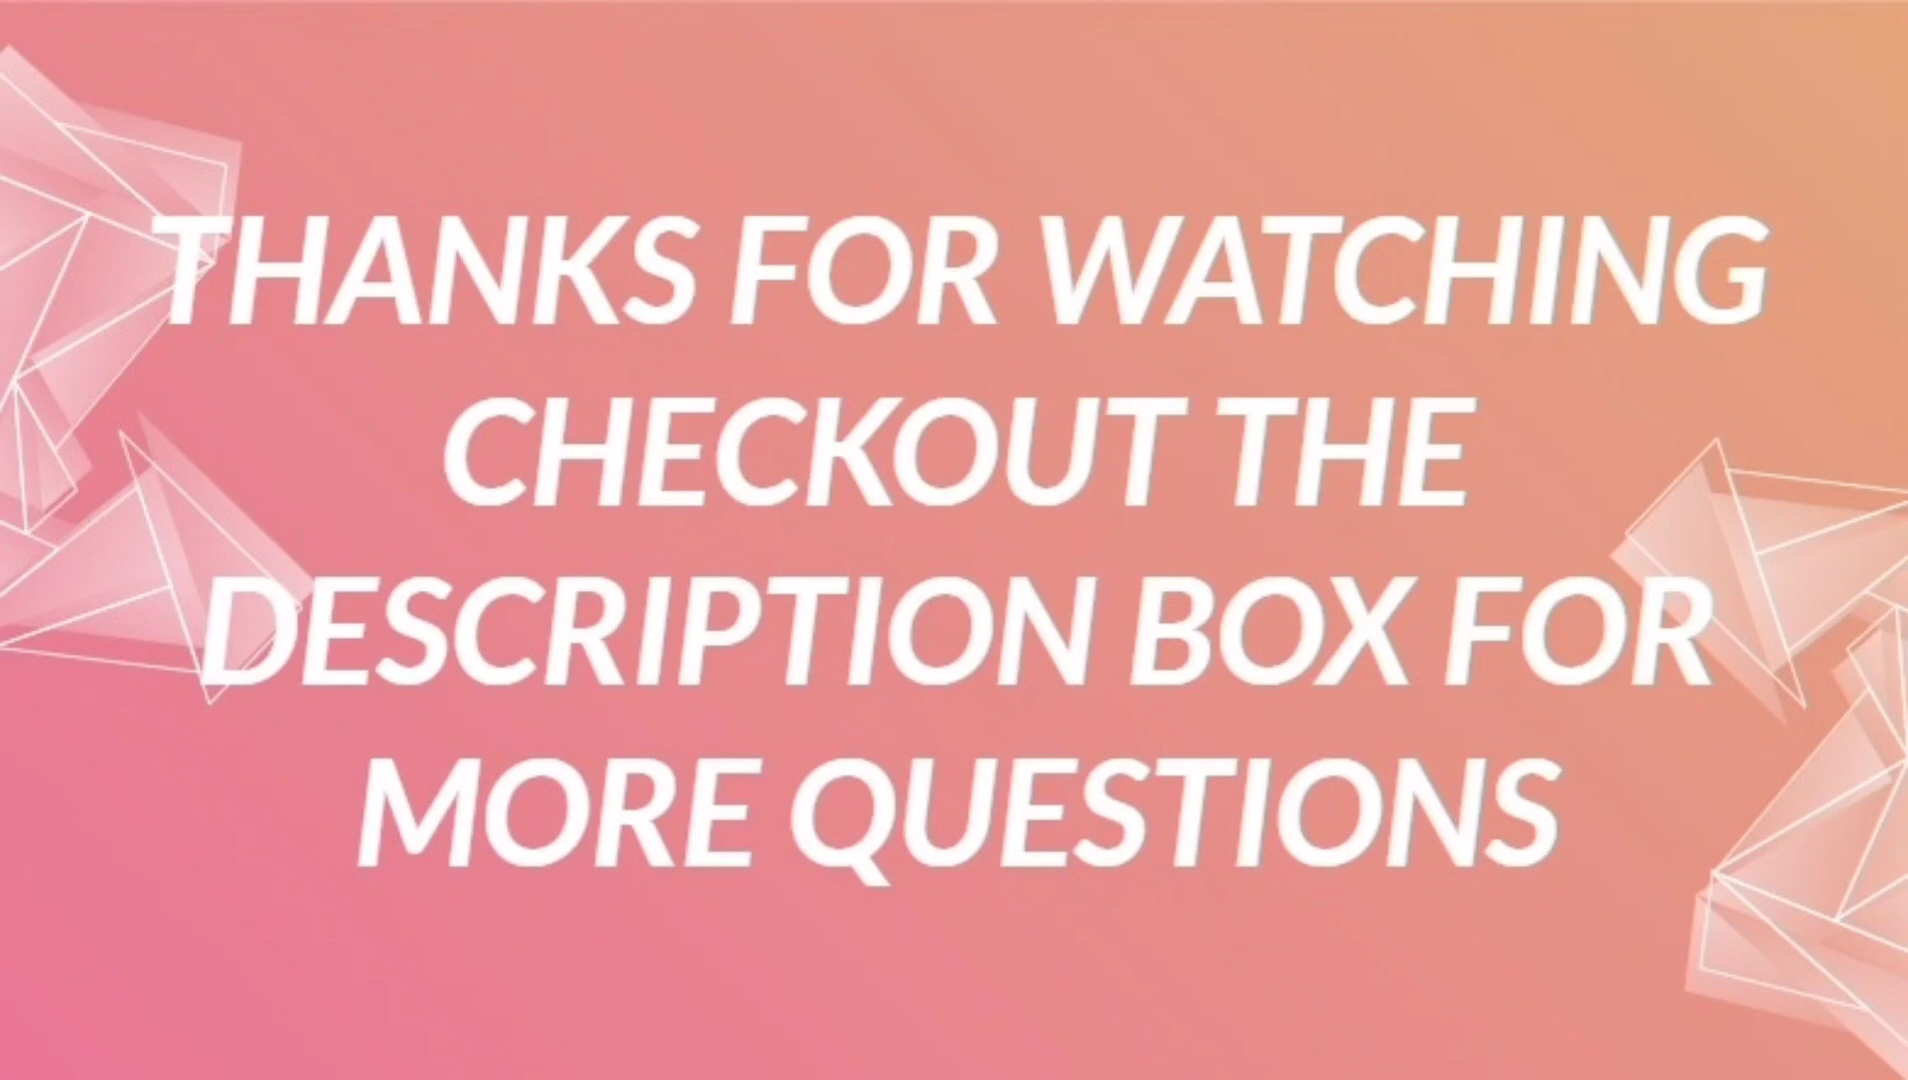 THANKS FOR WATCHING
CHECKOUT THE
DESCRIPTION BOX FOR
MORE QUESTIONS